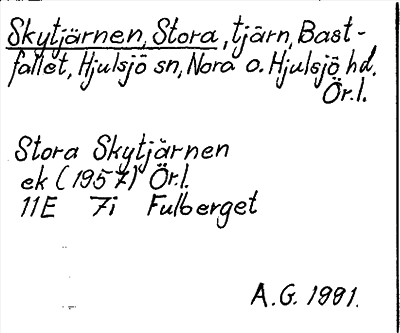 Skytjärnen, Stora, tjärn, Bast-
fallet, Hjulsjö sn, Nora o. Hjulsjö hd,
Ör.l.
Stora Skytjärnen
ek (1957) Ör.l.
11E 7i Fulberget
A.G. 1991.